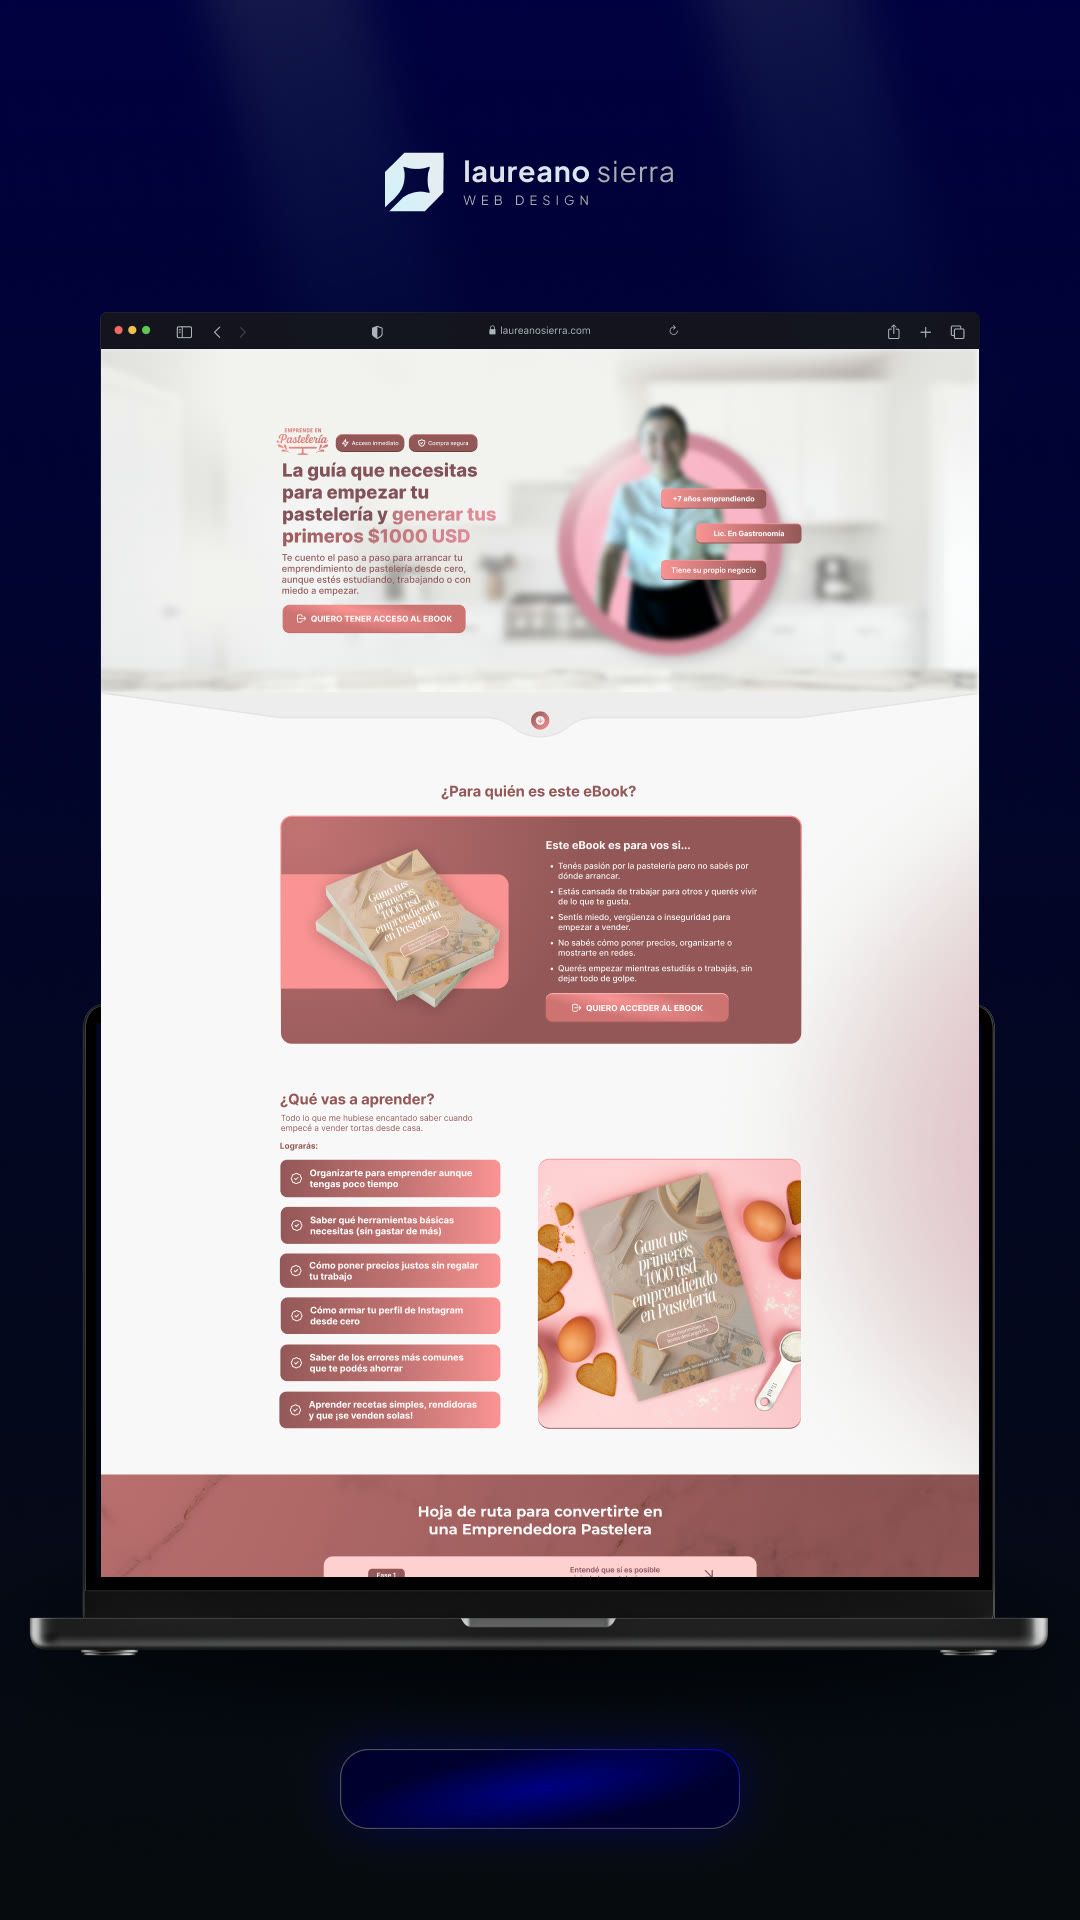 laureano sierra
WEB DESIGN
laureanosierra.com
EMPRENDE EN
Pastelería
Acceso inmediato
Compra segura
La guía que necesitas
para empezar tu
pastelería y generar tus
primeros $1000 USD
Te cuento el paso a paso para arrancar tu
emprendimiento de pastelería desde cero,
aunque estés estudiando, trabajando o con
miedo a empezar.
QUIERO TENER ACCESO AL EBOOK
+7 años emprendiendo
Lic. En Gastronomía
Tiene su propio negocio
¿Para quién es este eBook?
Gana tus
primeros
1000 usd
emprendiendo
en Pastelería
Este eBook es para vos si...
• Tenés pasión por la pastelería pero no sabés por
dónde arrancar.
• Estás cansada de trabajar para otros y querés vivir
de lo que te gusta.
• Sentís miedo, vergüenza o inseguridad para
empezar a vender.
• No sabés cómo poner precios, organizarte o
mostrarte en redes.
• Querés empezar mientras estudiás o trabajás, sin
dejar todo de golpe.
QUIERO ACCEDER AL EBOOK
¿Qué vas a aprender?
Todo lo que me hubiese encantado saber cuando
empecé a vender tortas desde casa.
Lograrás:
Organizarte para emprender aunque
tengas poco tiempo
Saber qué herramientas básicas
necesitas (sin gastar de más)
Cómo poner precios justos sin regalar
tu trabajo
Cómo armar tu perfil de Instagram
desde cero
Saber de los errores más comunes
que te podés ahorrar
Aprender recetas simples, rendidoras
y que ¡se venden solas!
Gana tus
primeros
1000 usd
emprendiendo
en Pastelería
Hoja de ruta para convertirte en
una Emprendedora Pastelera
Fase 1
Entendé que sí es posible